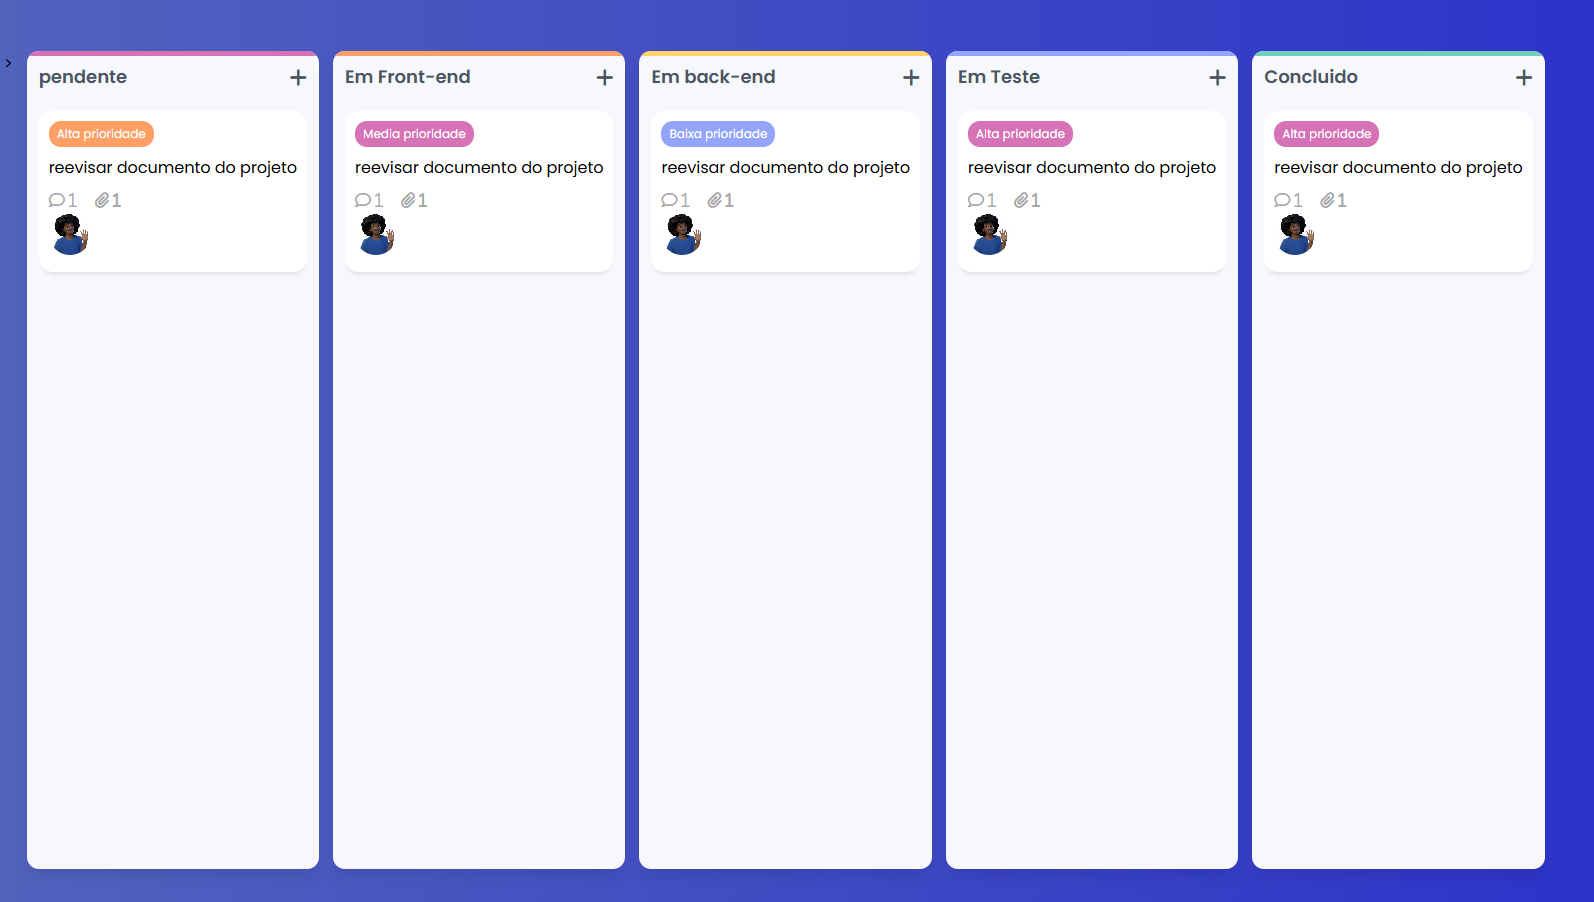 >
pendente +
Alta prioridade
reevisar documento do projeto
1 1
Em Front-end +
Media prioridade
reevisar documento do projeto
1 1
Em back-end +
Baixa prioridade
reevisar documento do projeto
1 1
Em Teste +
Alta prioridade
reevisar documento do projeto
1 1
Concluido +
Alta prioridade
reevisar documento do projeto
1 1